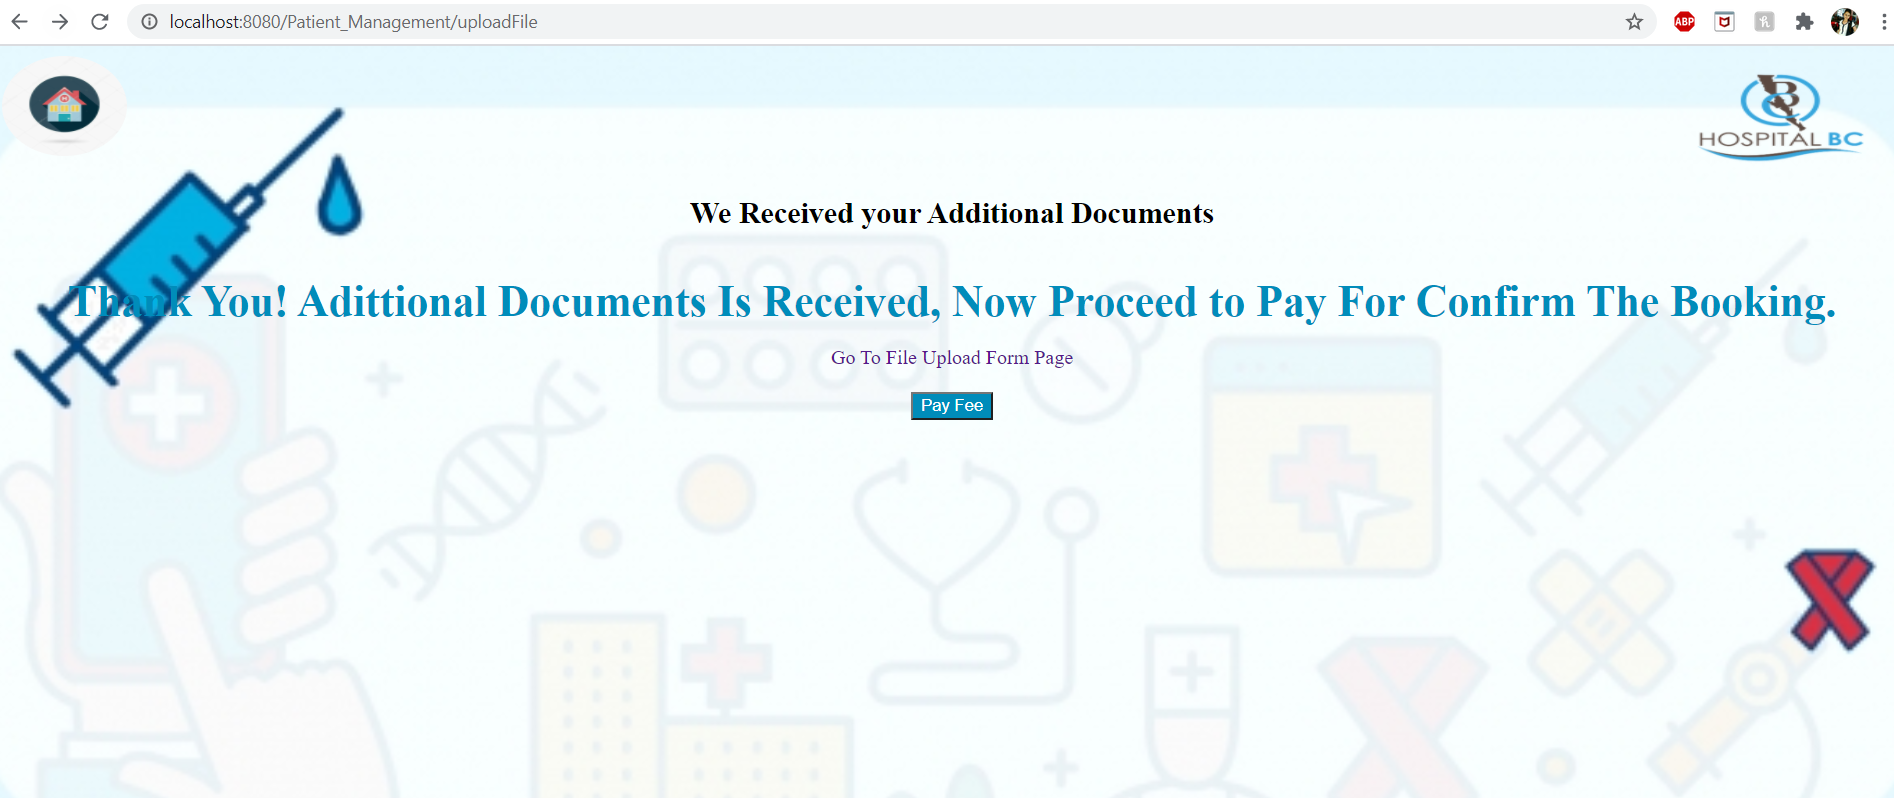 localhost:8080/Patient_Management/uploadFile
ABP
HOSPITAL BC
We Received your Additional Documents
Thank You! Adittional Documents Is Received, Now Proceed to Pay For Confirm The Booking.
Go To File Upload Form Page
Pay Fee